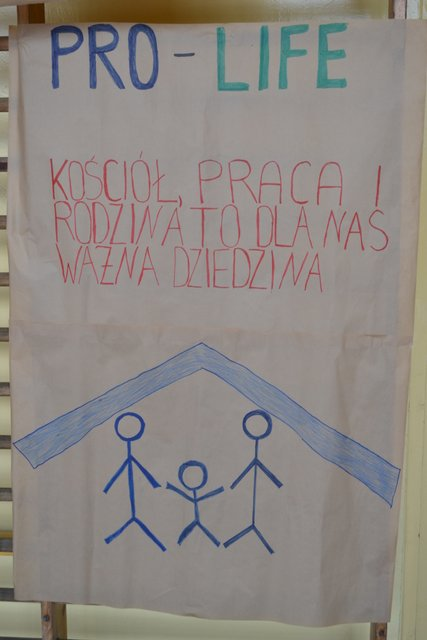 PRO - LIFE
KOŚCIÓŁ, PRACA I
RODZINA TO DLA NAS
WAŻNA DZIEDZINA